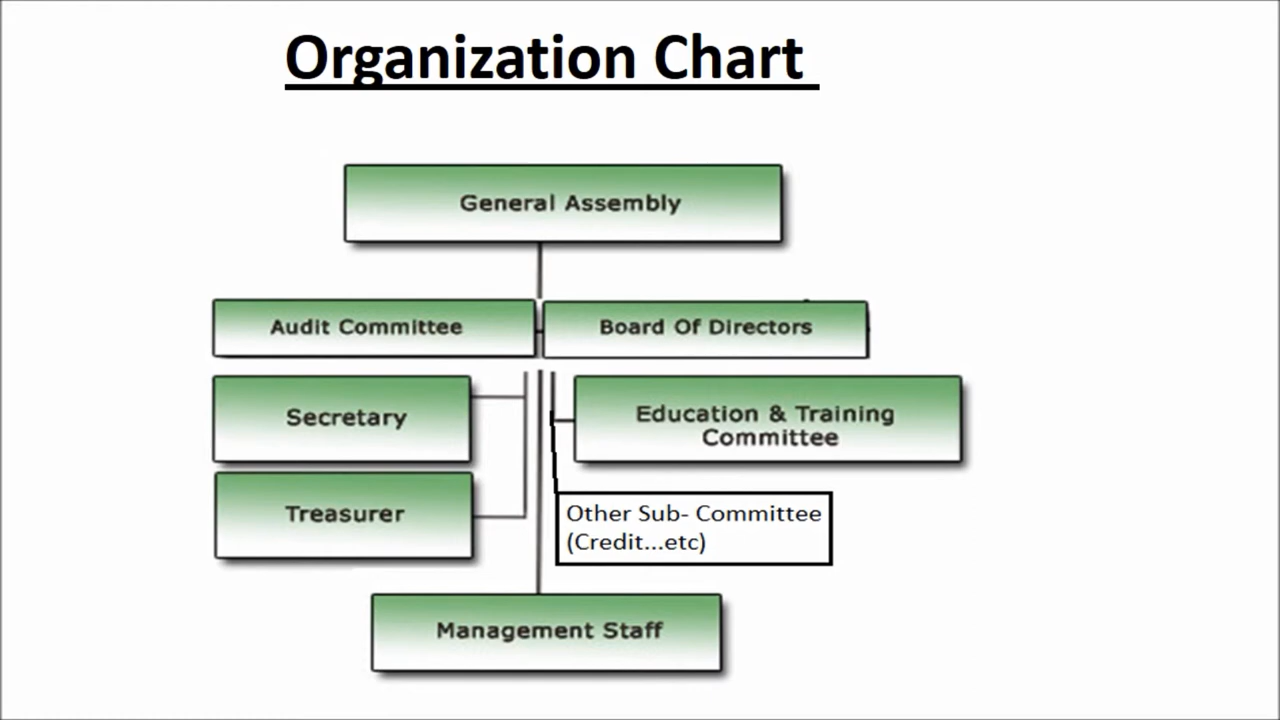 Organization Chart
General Assembly
Audit Committee
Board Of Directors
Secretary
Education & Training
Committee
Treasurer
Other Sub- Committee
(Credit...etc)
Management Staff